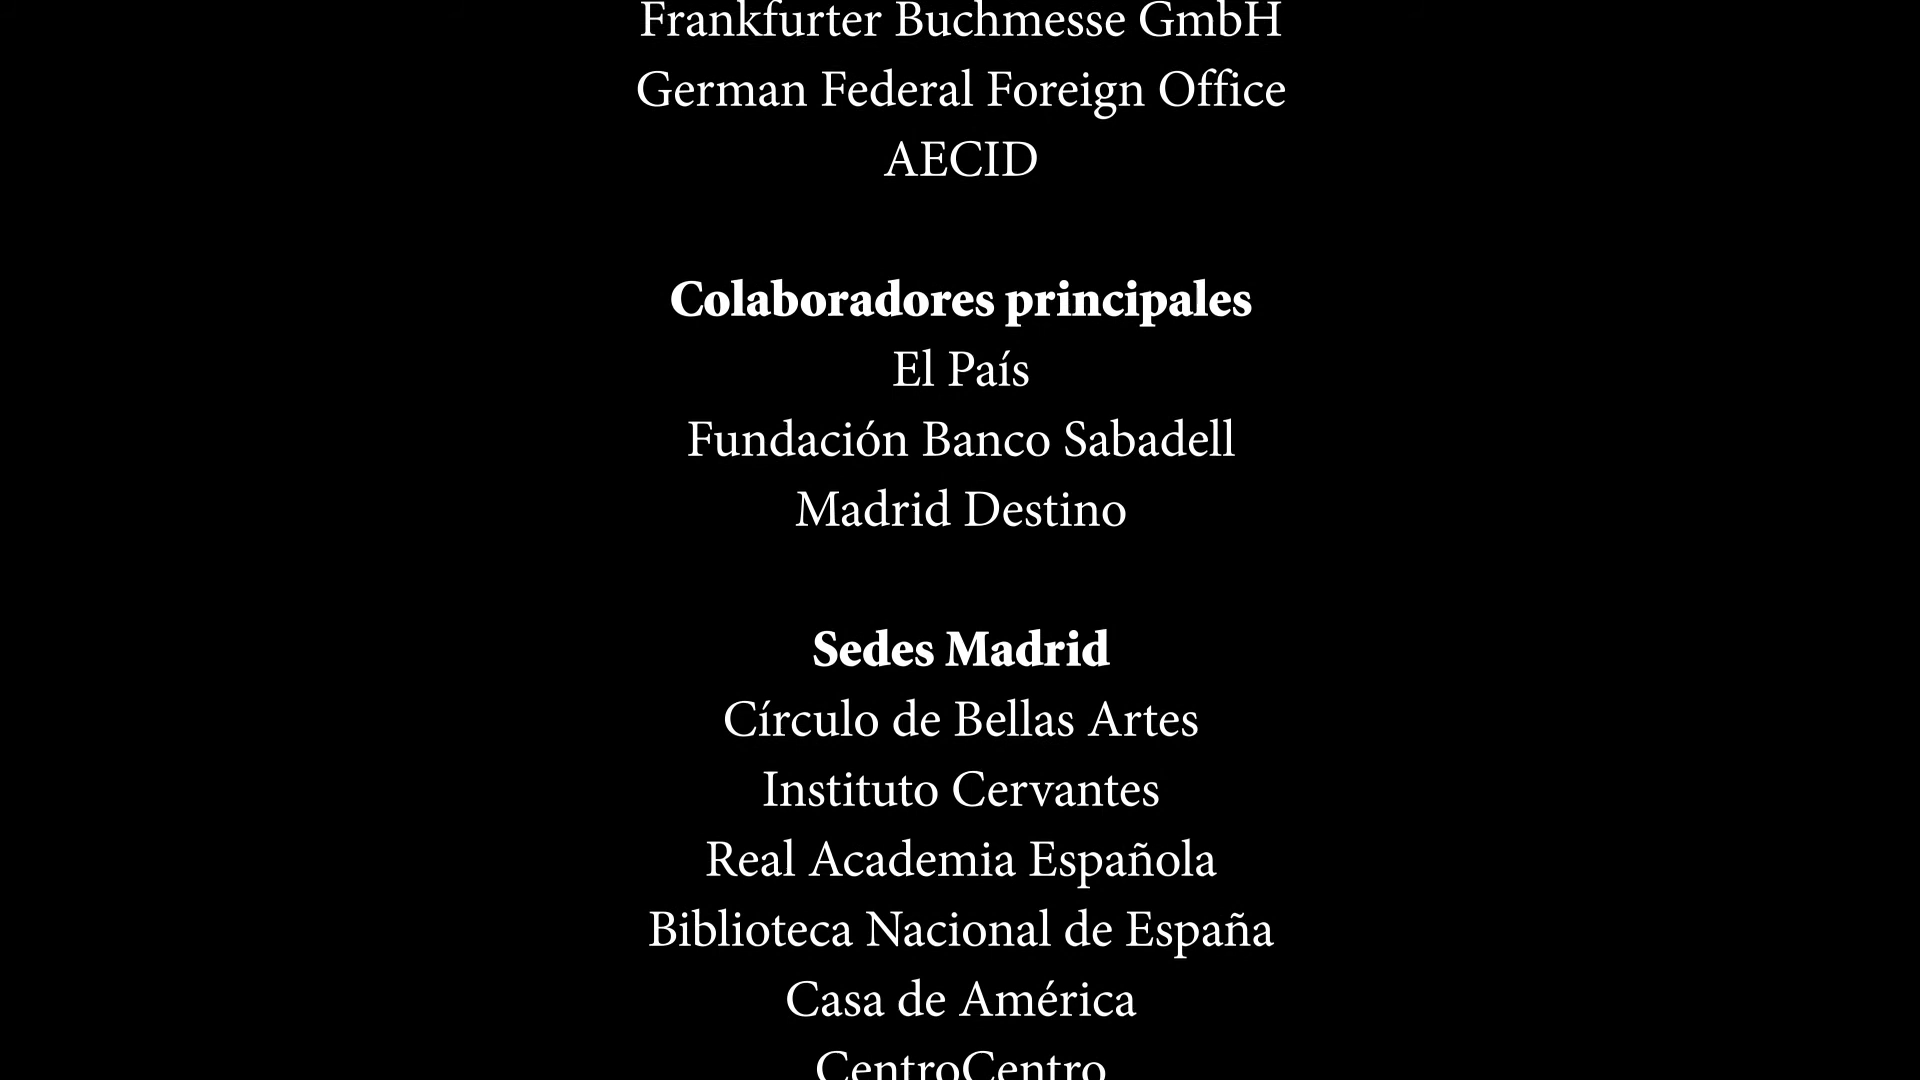 Frankfurter Buchmesse GmbH
German Federal Foreign Office
AECID
Colaboradores principales
El País
Fundación Banco Sabadell
Madrid Destino
Sedes Madrid
Círculo de Bellas Artes
Instituto Cervantes
Real Academia Española
Biblioteca Nacional de España
Casa de América
CentroCentro